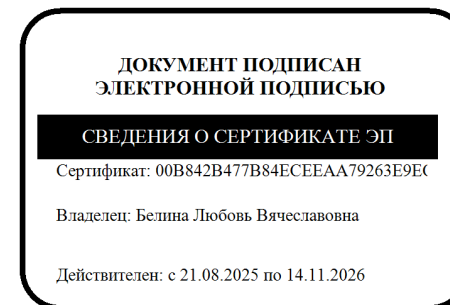 ДОКУМЕНТ ПОДПИСАН
ЭЛЕКТРОННОЙ ПОДПИСЬЮ
СВЕДЕНИЯ О СЕРТИФИКАТЕ ЭП
Сертификат: 00B842B477B84ECEEAA79263E9E
Владелец: Белина Любовь Вячеславовна
Действителен: с 21.08.2025 по 14.11.2026